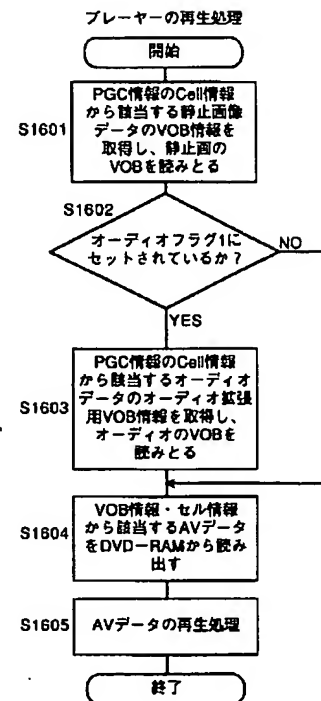 プレーヤーの再生処理
開始
S1601
PGC情報のCell情報
から該当する静止画像
データのVOB情報を
取得し、静止画の
VOBを読みとる
S1602
オーディオフラグ1に
セットされているか？
NO
YES
S1603
PGC情報のCell情報
から該当するオーディオ
データのオーディオ拡張
用VOB情報を取得し、
オーディオのVOBを
読みとる
S1604
VOB情報・セル情報
から該当するAVデータ
をDVD－RAMから読み
出す
S1605
AVデータの再生処理
終了